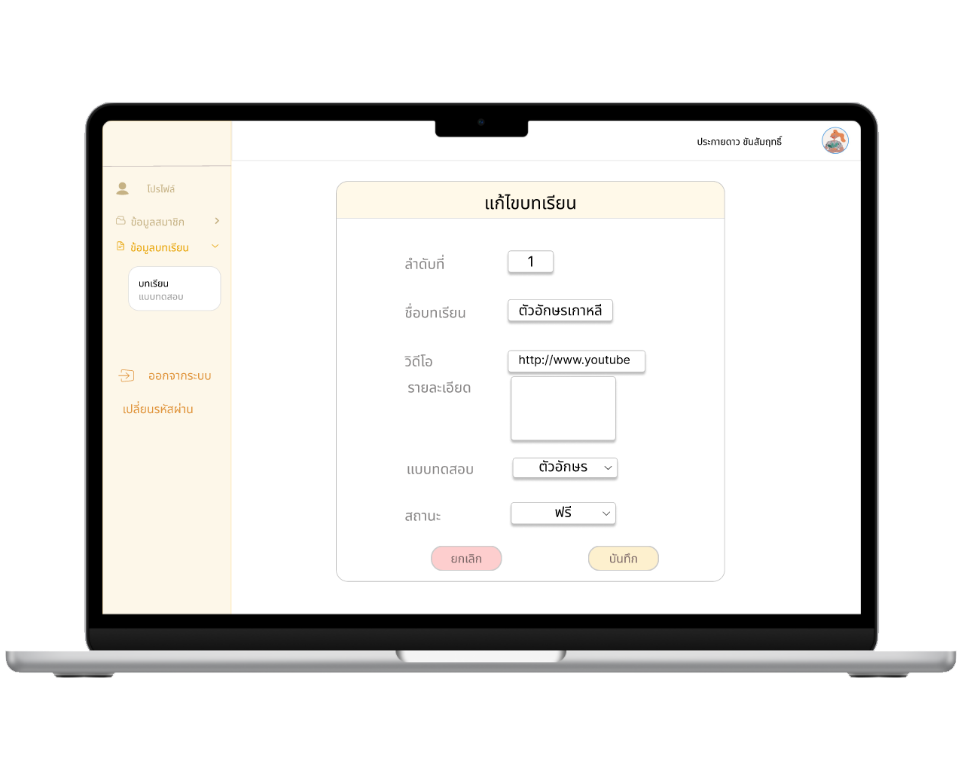 ประกายดาว ขันสัมฤทธิ์
โปรไฟล์
ข้อมูลสมาชิก
ข้อมูลบทเรียน
บทเรียน
แบบทดสอบ
ออกจากระบบ
เปลี่ยนรหัสผ่าน
แก้ไขบทเรียน
ลำดับที่ 1
ชื่อบทเรียน ตัวอักษรเกาหลี
วิดีโอ http://www.youtube
รายละเอียด
แบบทดสอบ ตัวอักษร
สถานะ ฟรี
ยกเลิก บันทึก